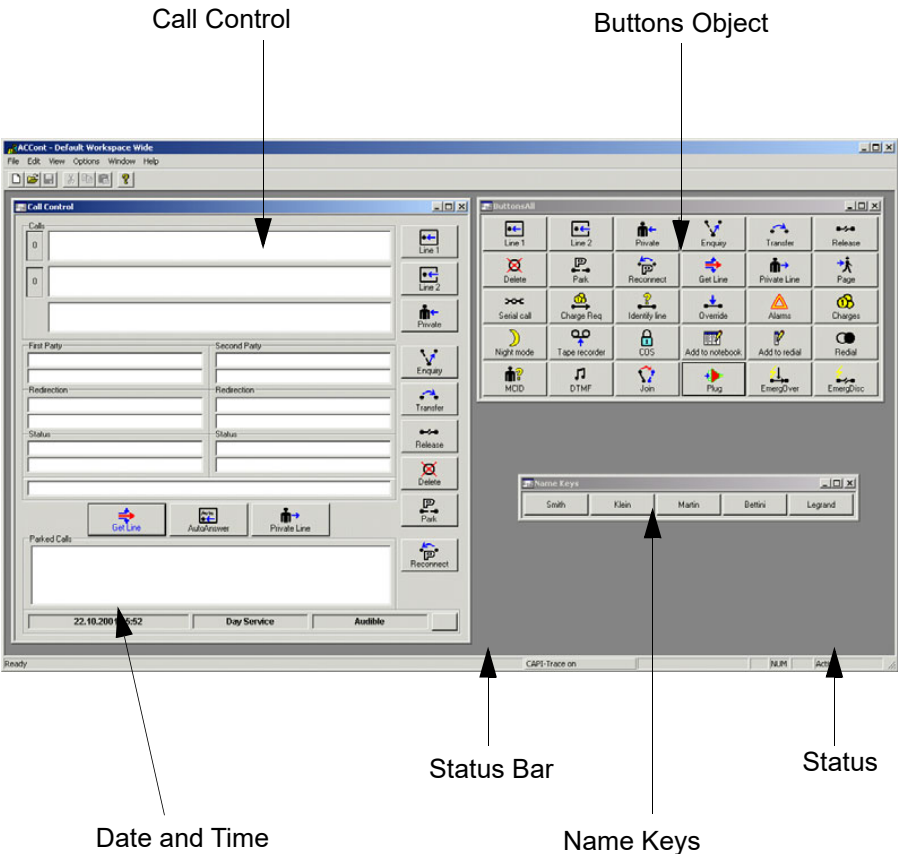 Call Control
Buttons Object
ACCont - Default Workspace Wide
File Edit View Options Window Help
Call Control
Calls
0
0
Line 1
Line 2
Private
First Party
Second Party
Redirection
Redirection
Status
Status
Enquiry
Transfer
Release
Delete
Park
Get Line
AutoAnswer
Private Line
Parked Calls
Reconnect
Day Service
Audible
ButtonsAll
Line 1 Line 2 Private Enquiry Transfer Release
Delete Park Reconnect Get Line Private Line Page
Serial call Charge Req Identify line Override Alarms Charges
Night mode Tape recorder COS Add to notebook Add to redial Redial
MCID DTMF Join Plug EmergOver EmergDisc
Name Keys
Smith Klein Martin Bettini Legrand
Ready
CAPI-Trace on
NUM
Status Bar
Status
Date and Time
Name Keys